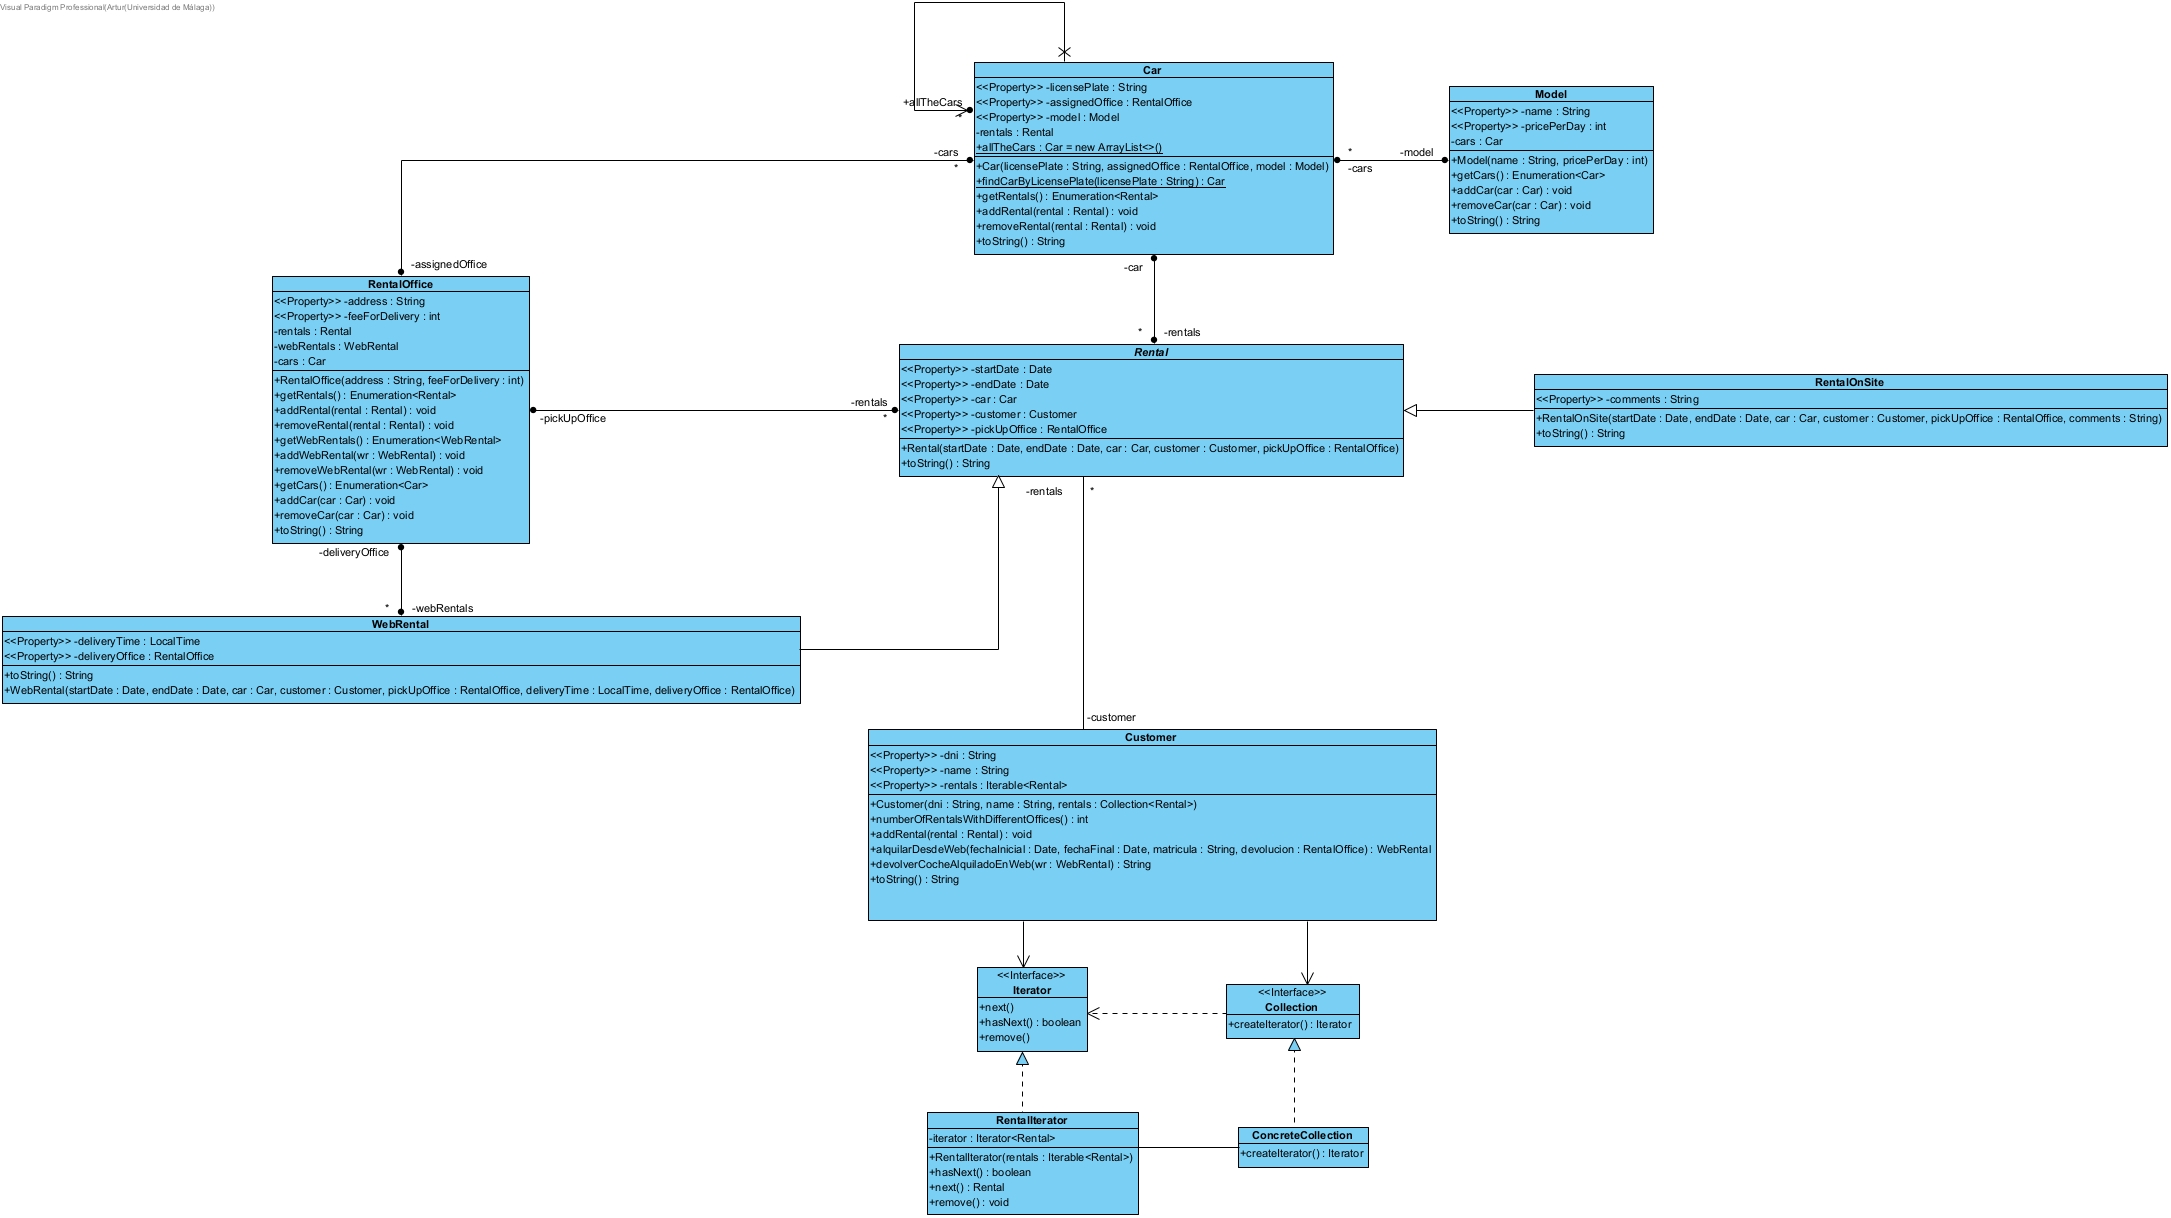 Visual Paradigm Professional(Artur(Universidad de Málaga))
+allTheCars
*
Car
<<Property>> -licensePlate : String
<<Property>> -assignedOffice : RentalOffice
<<Property>> -model : Model
-rentals : Rental
+allTheCars : Car = new ArrayList<>()
+Car(licensePlate : String, assignedOffice : RentalOffice, model : Model)
+findCarByLicensePlate(licensePlate : String) : Car
+getRentals() : Enumeration<Rental>
+addRental(rental : Rental) : void
+removeRental(rental : Rental) : void
+toString() : String
Model
<<Property>> -name : String
<<Property>> -pricePerDay : int
-cars : Car
+Model(name : String, pricePerDay : int)
+getCars() : Enumeration<Car>
+addCar(car : Car) : void
+removeCar(car : Car) : void
+toString() : String
-cars
*
*
-model
-cars
-assignedOffice
-car
*
-rentals
RentalOffice
<<Property>> -address : String
<<Property>> -feeForDelivery : int
-rentals : Rental
-webRentals : WebRental
-cars : Car
+RentalOffice(address : String, feeForDelivery : int)
+getRentals() : Enumeration<Rental>
+addRental(rental : Rental) : void
+removeRental(rental : Rental) : void
+getWebRentals() : Enumeration<WebRental>
+addWebRental(wr : WebRental) : void
+removeWebRental(wr : WebRental) : void
+getCars() : Enumeration<Car>
+addCar(car : Car) : void
+removeCar(car : Car) : void
+toString() : String
-pickUpOffice
-rentals
*
Rental
<<Property>> -startDate : Date
<<Property>> -endDate : Date
<<Property>> -car : Car
<<Property>> -customer : Customer
<<Property>> -pickUpOffice : RentalOffice
+Rental(startDate : Date, endDate : Date, car : Car, customer : Customer, pickUpOffice : RentalOffice)
+toString() : String
RentalOnSite
<<Property>> -comments : String
+RentalOnSite(startDate : Date, endDate : Date, car : Car, customer : Customer, pickUpOffice : RentalOffice, comments : String)
+toString() : String
-rentals
*
-deliveryOffice
*
-webRentals
WebRental
<<Property>> -deliveryTime : LocalTime
<<Property>> -deliveryOffice : RentalOffice
+toString() : String
+WebRental(startDate : Date, endDate : Date, car : Car, customer : Customer, pickUpOffice : RentalOffice, deliveryTime : LocalTime, deliveryOffice : RentalOffice)
-customer
Customer
<<Property>> -dni : String
<<Property>> -name : String
<<Property>> -rentals : Iterable<Rental>
+Customer(dni : String, name : String, rentals : Collection<Rental>)
+numberOfRentalsWithDifferentOffices() : int
+addRental(rental : Rental) : void
+alquilarDesdeWeb(fechaInicial : Date, fechaFinal : Date, matricula : String, devolucion : RentalOffice) : WebRental
+devolverCocheAlquiladoEnWeb(wr : WebRental) : String
+toString() : String
<<Interface>>
Iterator
+next()
+hasNext() : boolean
+remove()
<<Interface>>
Collection
+createIterator() : Iterator
RentalIterator
-iterator : Iterator<Rental>
+RentalIterator(rentals : Iterable<Rental>)
+hasNext() : boolean
+next() : Rental
+remove() : void
ConcreteCollection
+createIterator() : Iterator